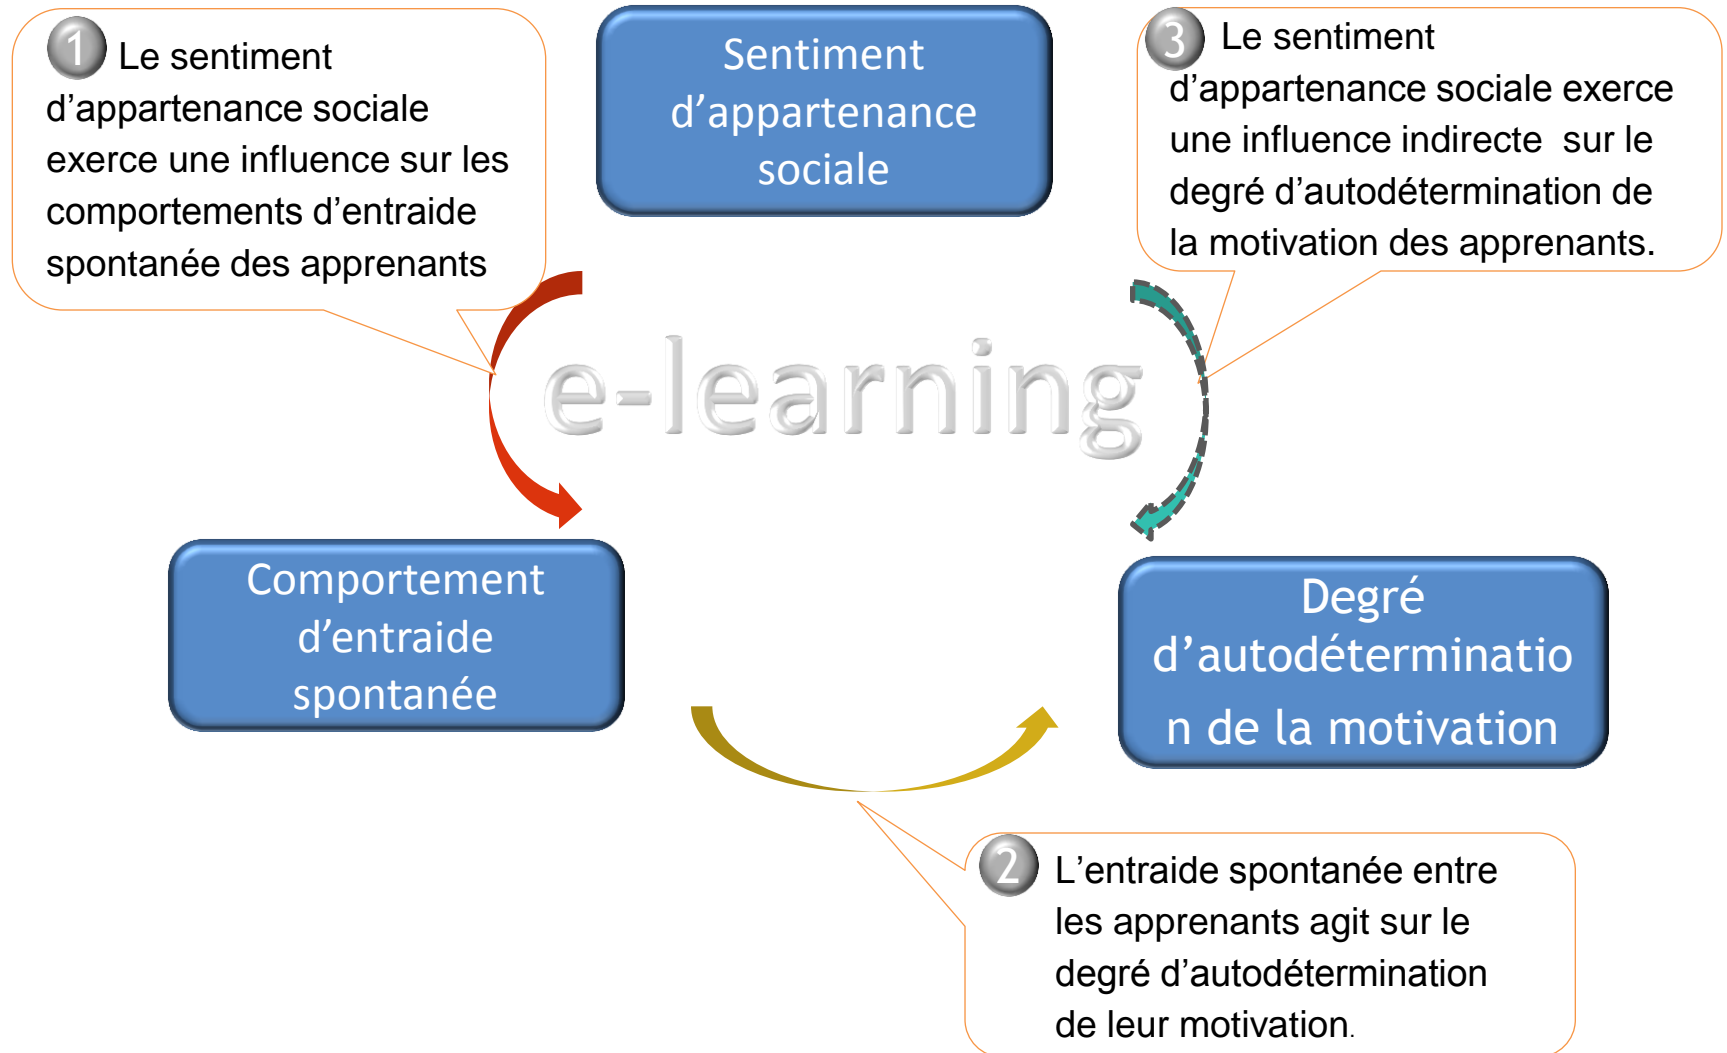 1 Le sentiment
d’appartenance sociale
exerce une influence sur les
comportements d’entraide
spontanée des apprenants
Sentiment
d’appartenance
sociale
3 Le sentiment
d’appartenance sociale exerce
une influence indirecte sur le
degré d’autodétermination de
la motivation des apprenants.
e-learning
Comportement
d’entraide
spontanée
Degré
d’autodéterminatio
n de la motivation
2 L’entraide spontanée entre
les apprenants agit sur le
degré d’autodétermination
de leur motivation.